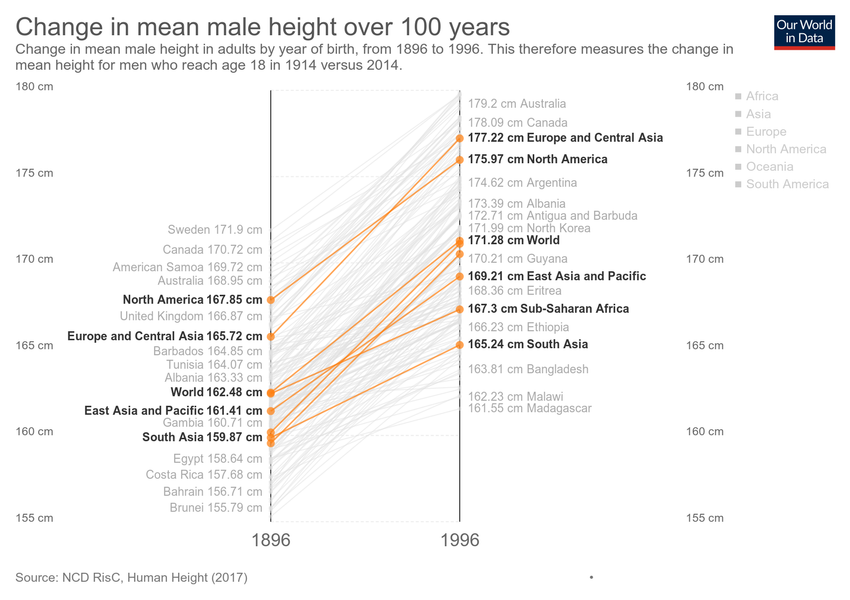 Change in mean male height over 100 years
Our World
in Data
Change in mean male height in adults by year of birth, from 1896 to 1996. This therefore measures the change in
mean height for men who reach age 18 in 1914 versus 2014.
180 cm
175 cm
170 cm
165 cm
160 cm
155 cm
Sweden 171.9 cm
Canada 170.72 cm
American Samoa 169.72 cm
Australia 168.95 cm
North America 167.85 cm
United Kingdom 166.87 cm
Europe and Central Asia 165.72 cm
Barbados 164.85 cm
Tunisia 164.07 cm
Albania 163.33 cm
World 162.48 cm
East Asia and Pacific 161.41 cm
Gambia 160.71 cm
South Asia 159.87 cm
Egypt 158.64 cm
Costa Rica 157.68 cm
Bahrain 156.71 cm
Brunei 155.79 cm
1896
179.2 cm Australia
178.09 cm Canada
177.22 cm Europe and Central Asia
175.97 cm North America
174.62 cm Argentina
173.39 cm Albania
172.71 cm Antigua and Barbuda
171.99 cm North Korea
171.28 cm World
170.21 cm Guyana
169.21 cm East Asia and Pacific
168.36 cm Eritrea
167.3 cm Sub-Saharan Africa
166.23 cm Ethiopia
165.24 cm South Asia
163.81 cm Bangladesh
162.23 cm Malawi
161.55 cm Madagascar
1996
180 cm
175 cm
170 cm
165 cm
160 cm
155 cm
Africa
Asia
Europe
North America
Oceania
South America
Source: NCD RisC, Human Height (2017)
•